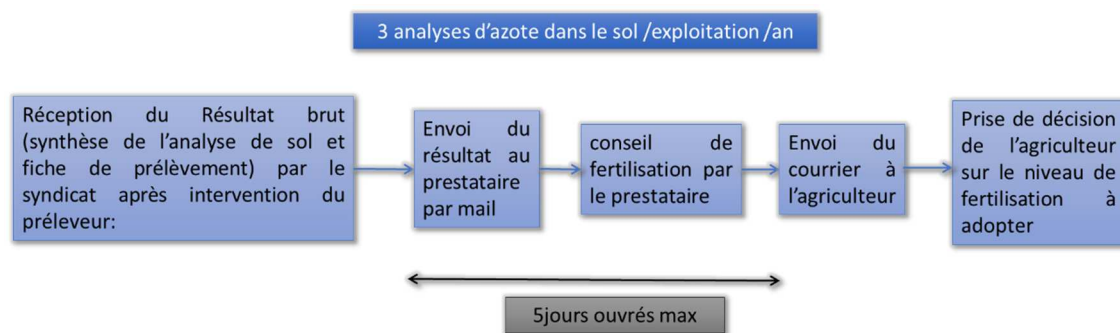 3 analyses d’azote dans le sol /exploitation /an
Réception du Résultat brut
(synthèse de l’analyse de sol et
fiche de prélèvement) par le
syndicat après intervention du
préleveur:
Envoi du
résultat au
prestataire
par mail
conseil de
fertilisation par
le prestataire
Envoi du
courrier à
l’agriculteur
Prise de décision
de l’agriculteur
sur le niveau de
fertilisation à
adopter
5jours ouvrés max